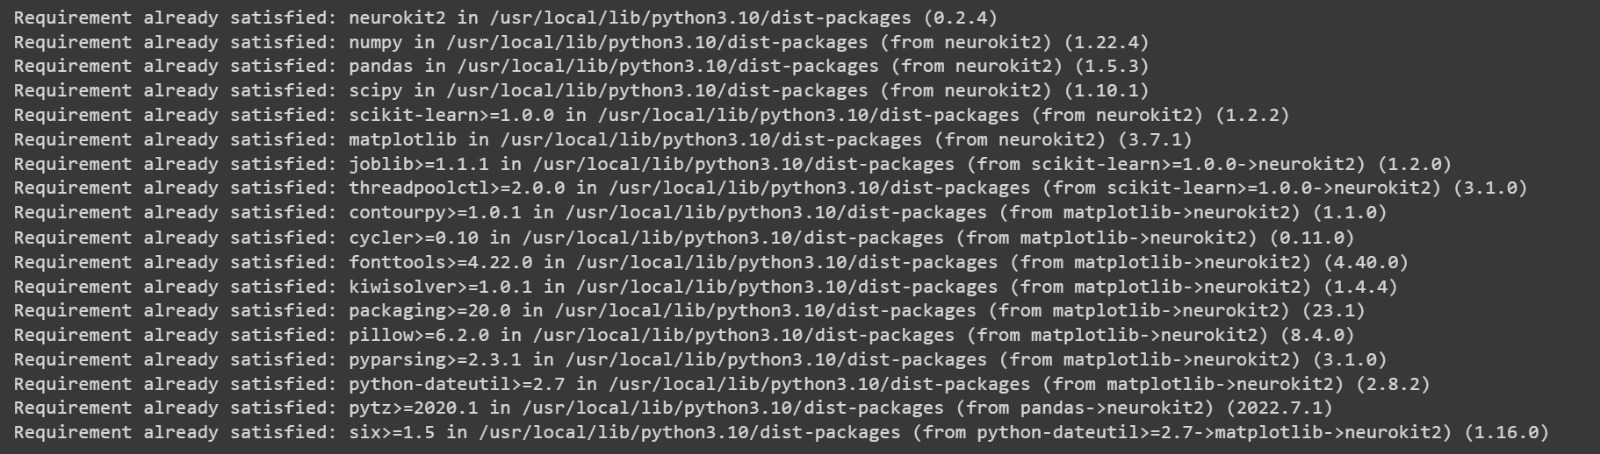 Requirement already satisfied: neurokit2 in /usr/local/lib/python3.10/dist-packages (0.2.4)
Requirement already satisfied: numpy in /usr/local/lib/python3.10/dist-packages (from neurokit2) (1.22.4)
Requirement already satisfied: pandas in /usr/local/lib/python3.10/dist-packages (from neurokit2) (1.5.3)
Requirement already satisfied: scipy in /usr/local/lib/python3.10/dist-packages (from neurokit2) (1.10.1)
Requirement already satisfied: scikit-learn>=1.0.0 in /usr/local/lib/python3.10/dist-packages (from neurokit2) (1.2.2)
Requirement already satisfied: matplotlib in /usr/local/lib/python3.10/dist-packages (from neurokit2) (3.7.1)
Requirement already satisfied: joblib>=1.1.1 in /usr/local/lib/python3.10/dist-packages (from scikit-learn>=1.0.0->neurokit2) (1.2.0)
Requirement already satisfied: threadpoolctl>=2.0.0 in /usr/local/lib/python3.10/dist-packages (from scikit-learn>=1.0.0->neurokit2) (3.1.0)
Requirement already satisfied: contourpy>=1.0.1 in /usr/local/lib/python3.10/dist-packages (from matplotlib->neurokit2) (1.1.0)
Requirement already satisfied: cycler>=0.10 in /usr/local/lib/python3.10/dist-packages (from matplotlib->neurokit2) (0.11.0)
Requirement already satisfied: fonttools>=4.22.0 in /usr/local/lib/python3.10/dist-packages (from matplotlib->neurokit2) (4.40.0)
Requirement already satisfied: kiwisolver>=1.0.1 in /usr/local/lib/python3.10/dist-packages (from matplotlib->neurokit2) (1.4.4)
Requirement already satisfied: packaging>=20.0 in /usr/local/lib/python3.10/dist-packages (from matplotlib->neurokit2) (23.1)
Requirement already satisfied: pillow>=6.2.0 in /usr/local/lib/python3.10/dist-packages (from matplotlib->neurokit2) (8.4.0)
Requirement already satisfied: pyparsing>=2.3.1 in /usr/local/lib/python3.10/dist-packages (from matplotlib->neurokit2) (3.1.0)
Requirement already satisfied: python-dateutil>=2.7 in /usr/local/lib/python3.10/dist-packages (from matplotlib->neurokit2) (2.8.2)
Requirement already satisfied: pytz>=2020.1 in /usr/local/lib/python3.10/dist-packages (from pandas->neurokit2) (2022.7.1)
Requirement already satisfied: six>=1.5 in /usr/local/lib/python3.10/dist-packages (from python-dateutil>=2.7->matplotlib->neurokit2) (1.16.0)